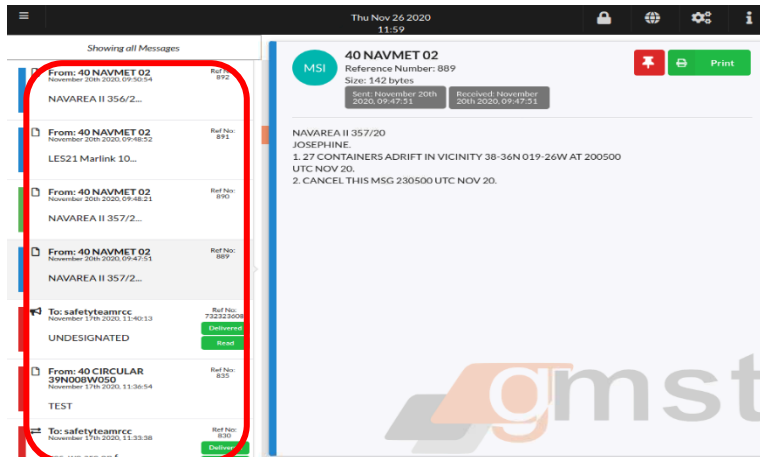 Thu Nov 26 2020
11:59
Showing all Messages
From: 40 NAVMET 02
November 20th 2020, 09:50:54
Ref No:
892
NAVAREA II 356/2...
From: 40 NAVMET 02
November 20th 2020, 09:48:52
Ref No:
891
LES21 Marlink 10...
From: 40 NAVMET 02
November 20th 2020, 09:48:21
Ref No:
890
NAVAREA II 357/2...
From: 40 NAVMET 02
November 20th 2020, 09:47:51
Ref No:
889
NAVAREA II 357/2...
To: safetyteamrcc
November 17th 2020, 11:40:13
Ref No:
732323608
Delivered
Read
UNDESIGNATED
From: 40 CIRCULAR
39N008W050
November 17th 2020, 11:36:54
Ref No:
835
TEST
To: safetyteamrcc
November 17th 2020, 11:33:38
Ref No:
830
Delivered
MSI
40 NAVMET 02
Reference Number: 889
Size: 142 bytes
Sent: November 20th
2020, 09:47:51
Received: November
20th 2020, 09:47:51
Print
NAVAREA II 357/20
JOSEPHINE.
1. 27 CONTAINERS ADRIFT IN VICINITY 38-36N 019-26W AT 200500
UTC NOV 20.
2. CANCEL THIS MSG 230500 UTC NOV 20.
gmst